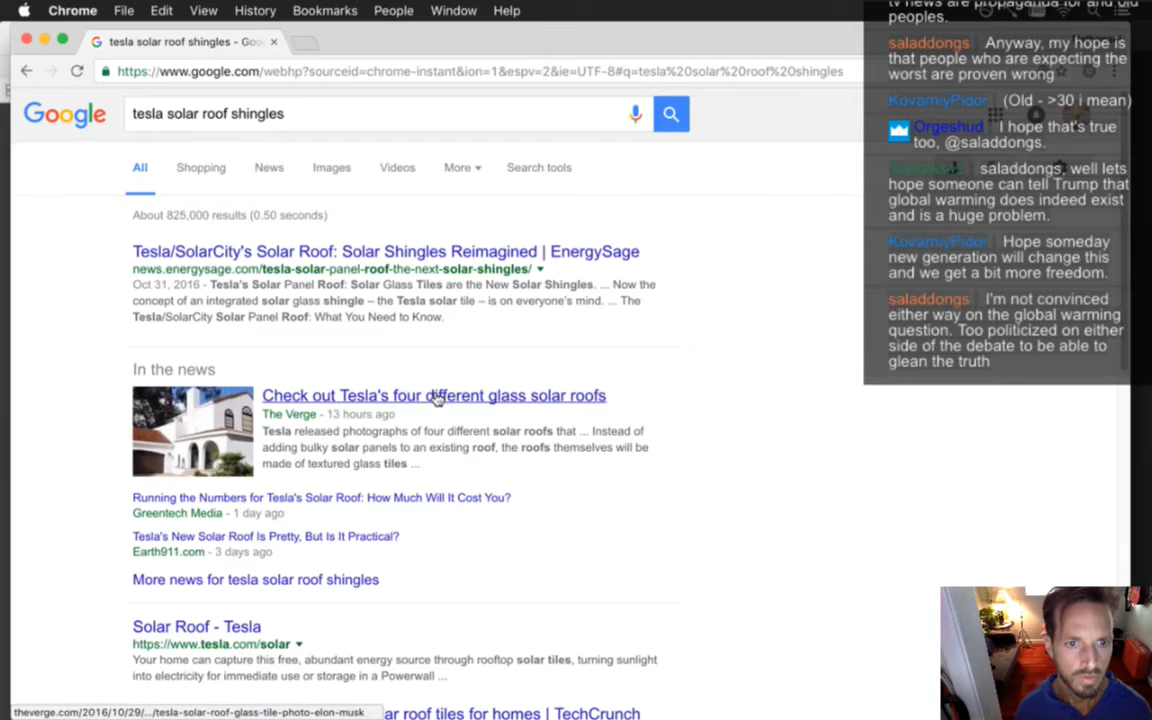 Chrome File Edit View History Bookmarks People Window Help
tesla solar roof shingles - Goo
https://www.google.com/webhp?sourceid=chrome-instant&ion=1&espv=2&ie=UTF-8#q=tesla%20solar%20roof%20shingles
Google
tesla solar roof shingles
All Shopping News Images Videos More Search tools
About 825,000 results (0.50 seconds)
Tesla/SolarCity's Solar Roof: Solar Shingles Reimagined | EnergySage
news.energysage.com/tesla-solar-panel-roof-the-next-solar-shingles/
Oct 31, 2016 - Tesla's Solar Panel Roof: Solar Glass Tiles are the New Solar Shingles. ... Now the
concept of an integrated solar glass shingle – the Tesla solar tile – is on everyone's mind. ... The
Tesla/SolarCity Solar Panel Roof: What You Need to Know.
In the news
Check out Tesla's four different glass solar roofs
The Verge - 13 hours ago
Tesla released photographs of four different solar roofs that ... Instead of
adding bulky solar panels to an existing roof, the roofs themselves will be
made of textured glass tiles ...
Running the Numbers for Tesla's Solar Roof: How Much Will It Cost You?
Greentech Media - 1 day ago
Tesla's New Solar Roof Is Pretty, But Is It Practical?
Earth911.com - 3 days ago
More news for tesla solar roof shingles
Solar Roof - Tesla
https://www.tesla.com/solar
Your home can capture this free, abundant energy source through rooftop solar tiles, turning sunlight
into electricity for immediate use or storage in a Powerwall ...
ar roof tiles for homes | TechCrunch
theverge.com/2016/10/29/.../tesla-solar-roof-glass-tile-photo-elon-musk
tv news are propaganda for and old
peoples.
saladdongs Anyway, my hope is
that people who are expecting the
worst are proven wrong
KovarniyPidor (Old - >30 i mean)
Orgeshud I hope that's true
too, @saladdongs.
saladdongs, well lets
hope someone can tell Trump that
global warming does indeed exist
and is a huge problem.
KovarniyPidor Hope someday
new generation will change this
and we get a bit more freedom.
saladdongs I'm not convinced
either way on the global warming
question. Too politicized on either
side of the debate to be able to
glean the truth